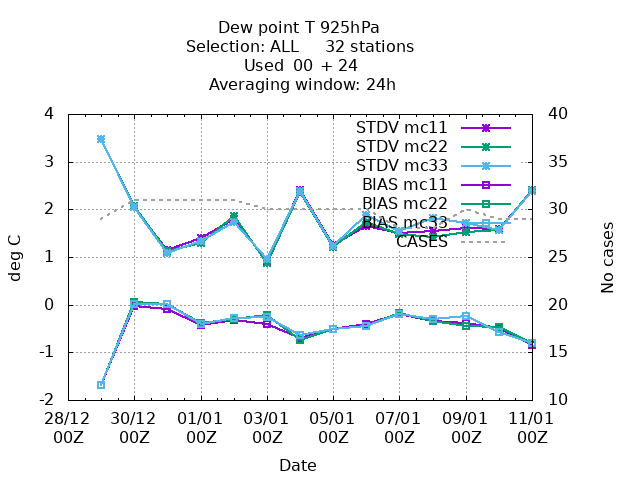 Dew point T 925hPa
Selection: ALL 32 stations
Used 00 + 24
Averaging window: 24h
STDV mc11
STDV mc22
STDV mc33
BIAS mc11
BIAS mc22
BIAS mc33
CASES
deg C
4
3
2
1
0
-1
-2
No cases
40
35
30
25
20
15
10
28/12 30/12 01/01 03/01 05/01 07/01 09/01 11/01
00Z 00Z 00Z 00Z 00Z 00Z 00Z 00Z
Date